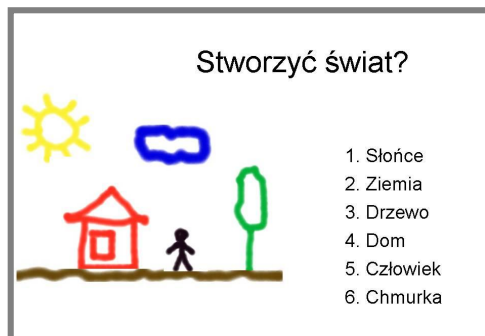 Stworzyć świat?
1. Słońce
2. Ziemia
3. Drzewo
4. Dom
5. Człowiek
6. Chmurka